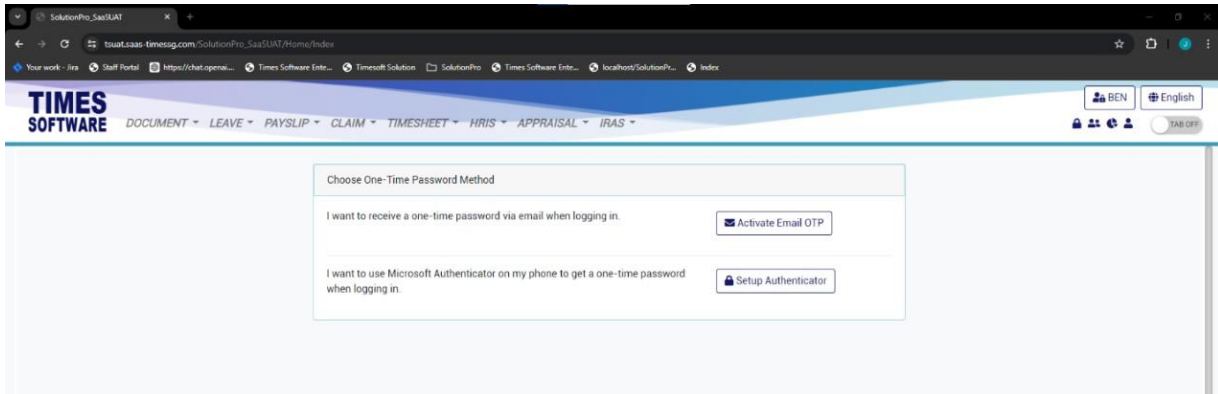 SolutionPro_SaaSUAT
tsuat.saas-timessg.com/SolutionPro_SaaSUAT/Home/Index
Your work - Jira Staff Portal https://chat.openai.... Times Software Ente... Timesoft Solution SolutionPro Times Software Ente... localhost/SolutionPr... Index
TIMES
SOFTWARE
DOCUMENT LEAVE PAYSLIP CLAIM TIMESHEET HRIS APPRAISAL IRAS
BEN English
TAB OFF
Choose One-Time Password Method
I want to receive a one-time password via email when logging in.
Activate Email OTP
I want to use Microsoft Authenticator on my phone to get a one-time password
when logging in.
Setup Authenticator